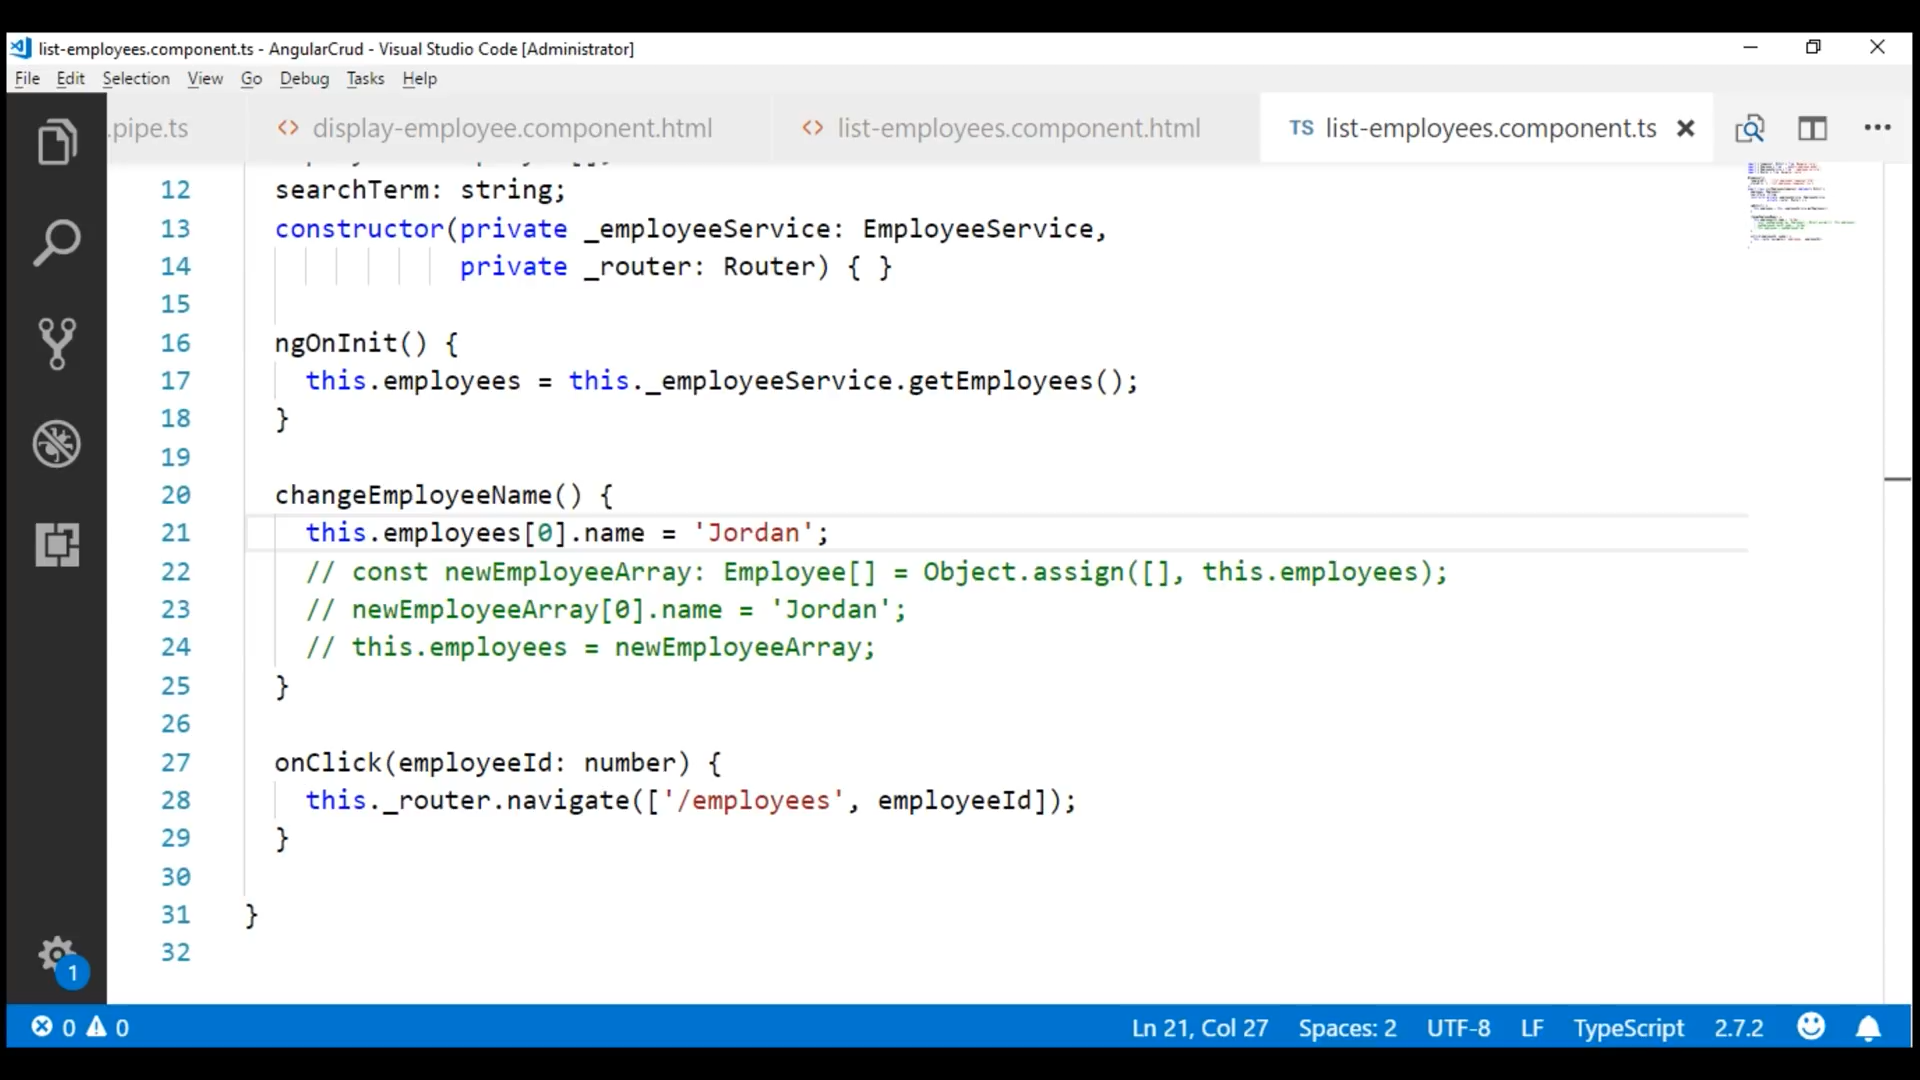 list-employees.component.ts - AngularCrud - Visual Studio Code [Administrator]
File Edit Selection View Go Debug Tasks Help
.pipe.ts <> display-employee.component.html <> list-employees.component.html TS list-employees.component.ts
12 searchTerm: string;
13 constructor(private _employeeService: EmployeeService,
14 private _router: Router) { }
15
16 ngOnInit() {
17 this.employees = this._employeeService.getEmployees();
18 }
19
20 changeEmployeeName() {
21 this.employees[0].name = 'Jordan';
22 // const newEmployeeArray: Employee[] = Object.assign([], this.employees);
23 // newEmployeeArray[0].name = 'Jordan';
24 // this.employees = newEmployeeArray;
25 }
26
27 onClick(employeeId: number) {
28 this._router.navigate(['/employees', employeeId]);
29 }
30
31 }
32
1
0 0 Ln 21, Col 27 Spaces: 2 UTF-8 LF TypeScript 2.7.2